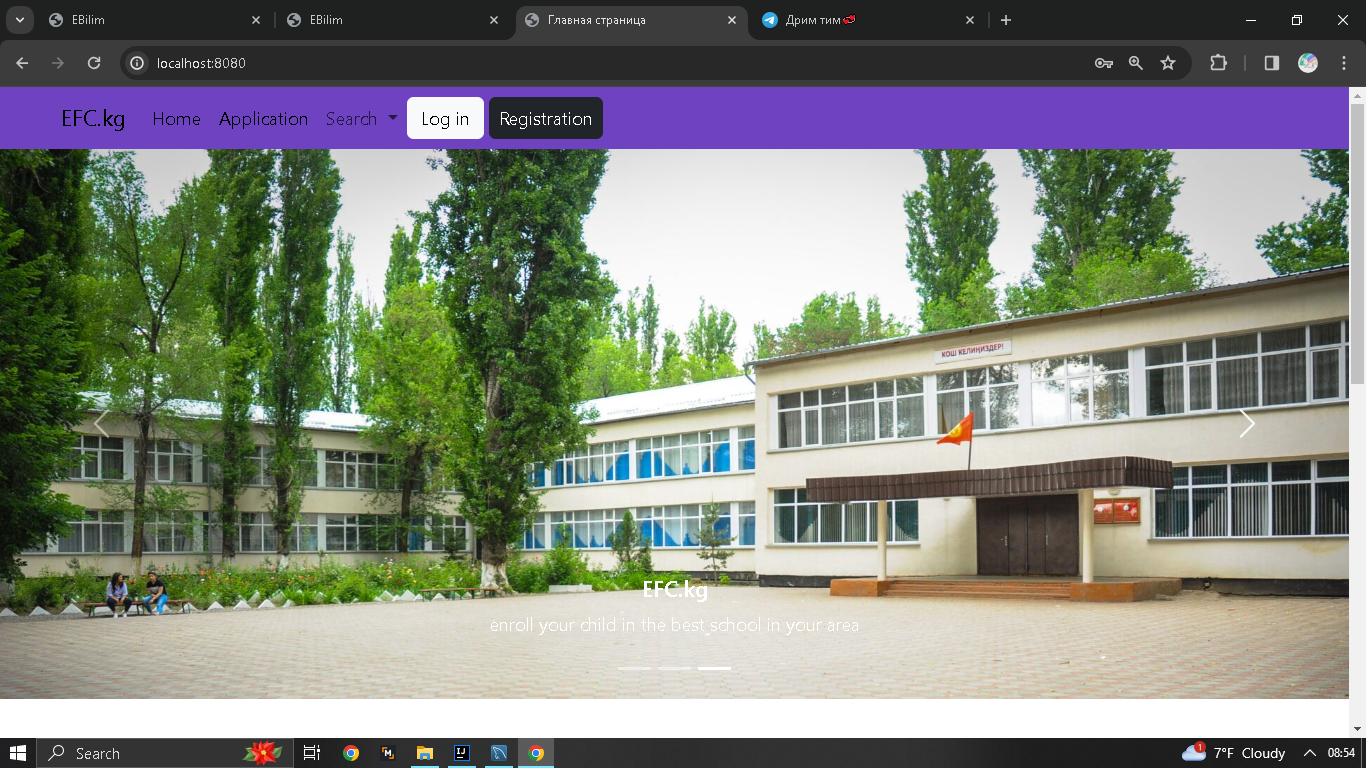 EBilim
EBilim
Главная страница
Дрим тим
localhost:8080
EFC.kg Home Application Search Log in Registration
КОШ КЕЛИҢИЗДЕР!
EFC.kg
enroll your child in the best school in your area
Search
1
7°F Cloudy
08:54